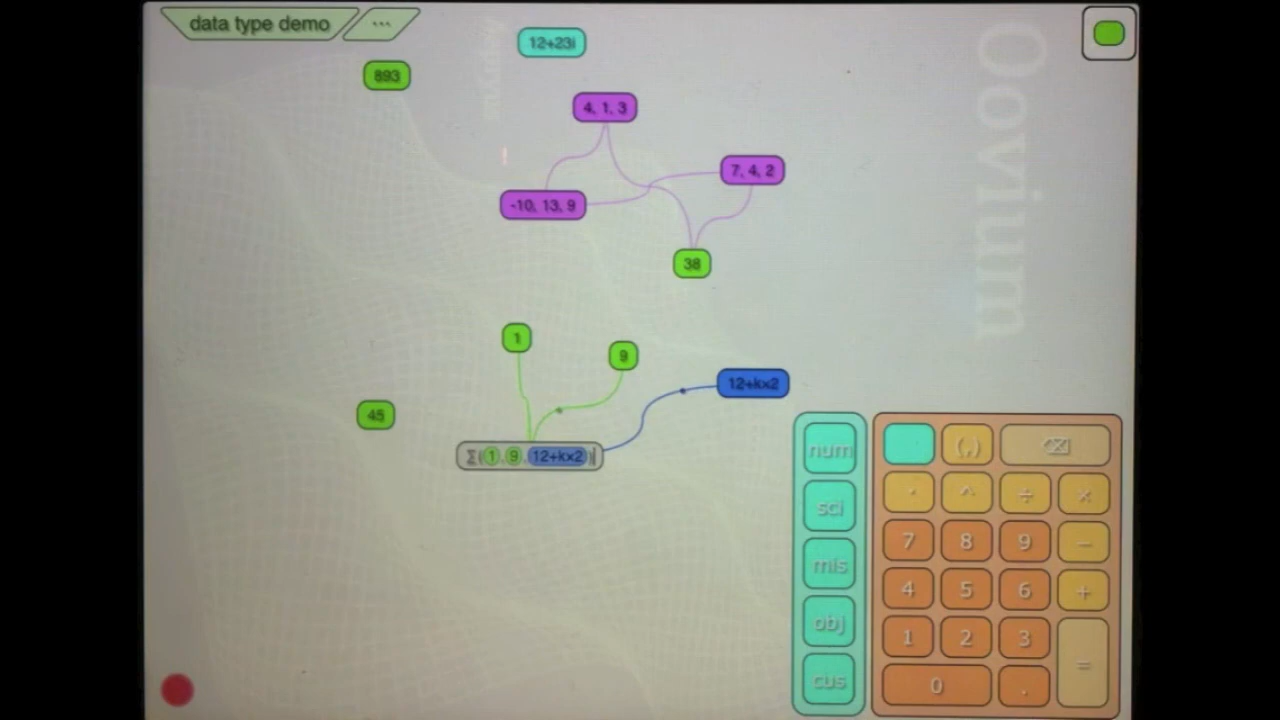 data type demo
...
12+23i
893
4, 1, 3
7, 4, 2
-10, 13, 9
38
1
9
12+k×2
45
Σ(1,9,12+k×2)
Oovium
num
sci
mis
obj
cus
(,)
⌫
· ^ ÷ ×
7 8 9 −
4 5 6 +
1 2 3 =
0 .